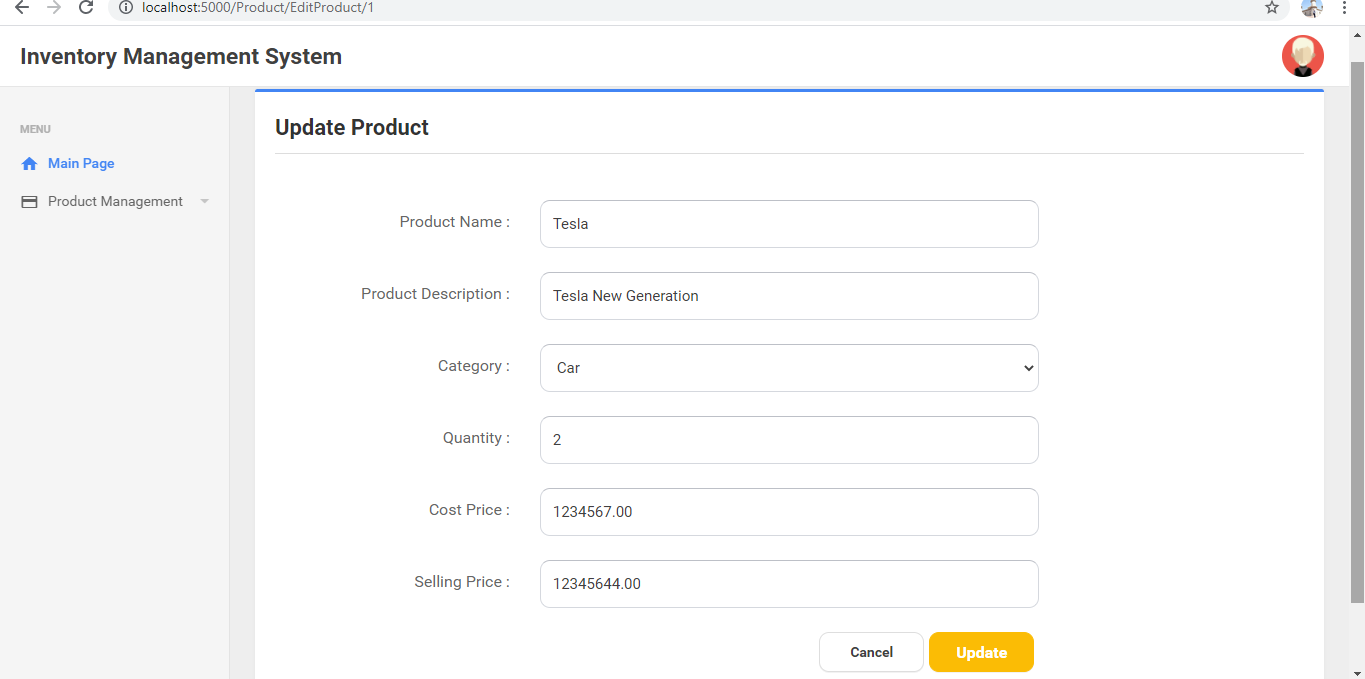 localhost:5000/Product/EditProduct/1
Inventory Management System
MENU
Main Page
Product Management
Update Product
Product Name : Tesla
Product Description : Tesla New Generation
Category : Car
Quantity : 2
Cost Price : 1234567.00
Selling Price : 12345644.00
Cancel Update